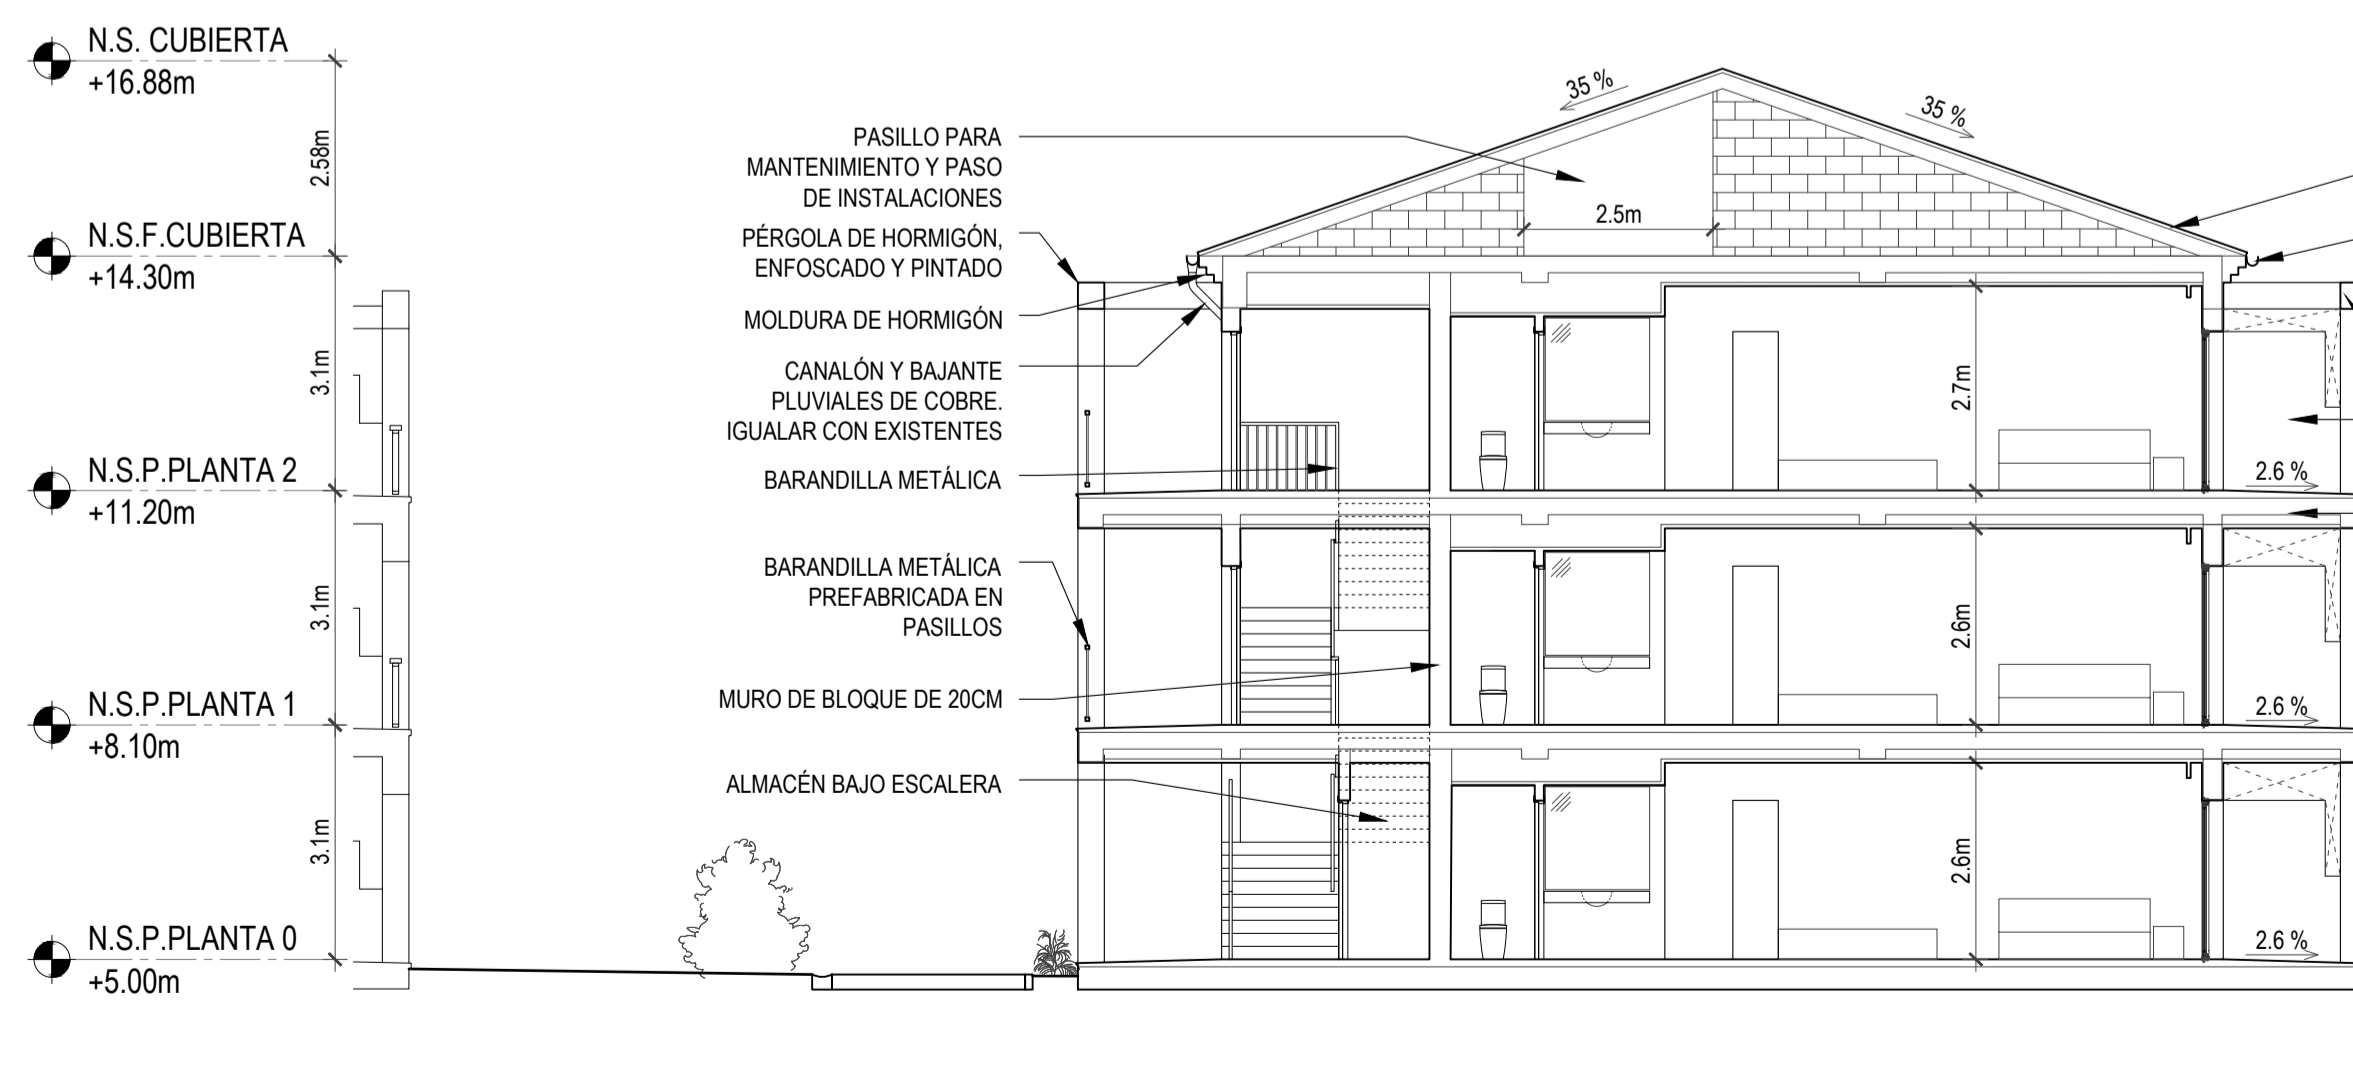 N.S. CUBIERTA
+16.88m
2.58m
N.S.F.CUBIERTA
+14.30m
3.1m
N.S.P.PLANTA 2
+11.20m
3.1m
N.S.P.PLANTA 1
+8.10m
3.1m
N.S.P.PLANTA 0
+5.00m
PASILLO PARA
MANTENIMIENTO Y PASO
DE INSTALACIONES
PÉRGOLA DE HORMIGÓN,
ENFOSCADO Y PINTADO
MOLDURA DE HORMIGÓN
CANALÓN Y BAJANTE
PLUVIALES DE COBRE.
IGUALAR CON EXISTENTES
BARANDILLA METÁLICA
BARANDILLA METÁLICA
PREFABRICADA EN
PASILLOS
MURO DE BLOQUE DE 20CM
ALMACÉN BAJO ESCALERA
35 %
35 %
2.5m
2.7m
2.6 %
2.6m
2.6 %
2.6m
2.6 %